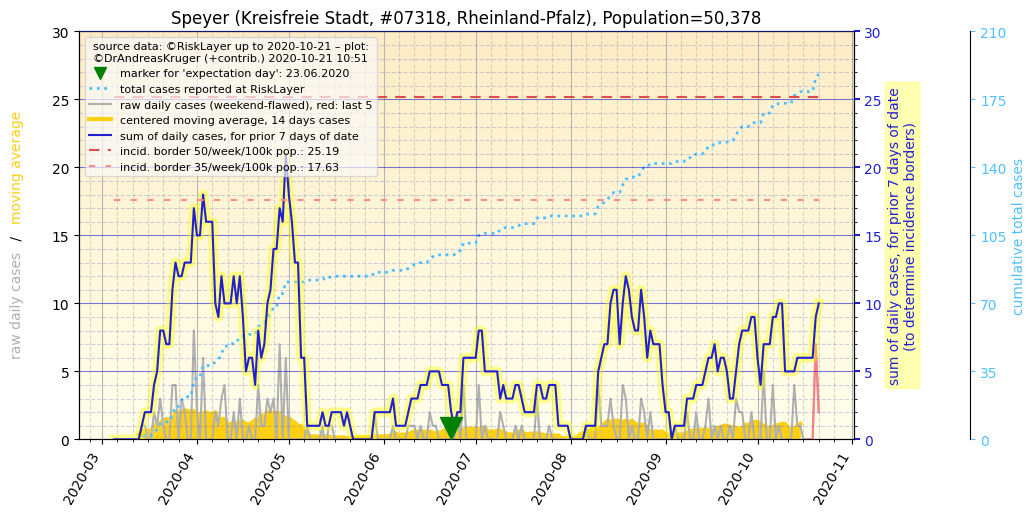 Speyer (Kreisfreie Stadt, #07318, Rheinland-Pfalz), Population=50,378
source data: ©RiskLayer up to 2020-10-21 – plot:
©DrAndreasKruger (+contrib.) 2020-10-21 10:51
marker for 'expectation day': 23.06.2020
total cases reported at RiskLayer
raw daily cases (weekend-flawed), red: last 5
centered moving average, 14 days cases
sum of daily cases, for prior 7 days of date
incid. border 50/week/100k pop.: 25.19
incid. border 35/week/100k pop.: 17.63
raw daily cases / moving average
30
25
20
15
10
5
0
2020-03
2020-04
2020-05
2020-06
2020-07
2020-08
2020-09
2020-10
2020-11
30
25
20
15
10
5
0
sum of daily cases, for prior 7 days of date
(to determine incidence borders)
210
175
140
105
70
35
0
cumulative total cases